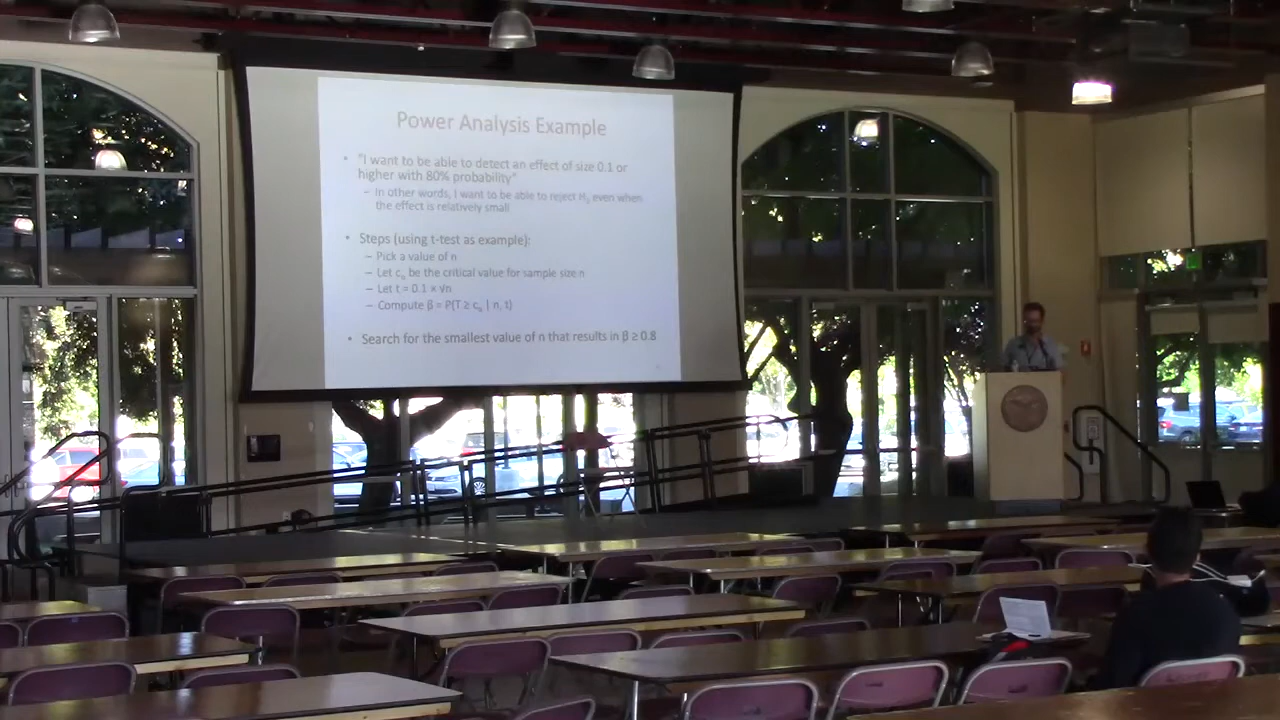 Power Analysis Example
• "I want to be able to detect an effect of size 0.1 or
higher with 80% probability"
– In other words, I want to be able to reject H₀ even when
the effect is relatively small
• Steps (using t-test as example):
– Pick a value of n
– Let cₙ be the critical value for sample size n
– Let t = 0.1 × √n
– Compute β = P(T ≥ cₙ | n, t)
• Search for the smallest value of n that results in β ≥ 0.8